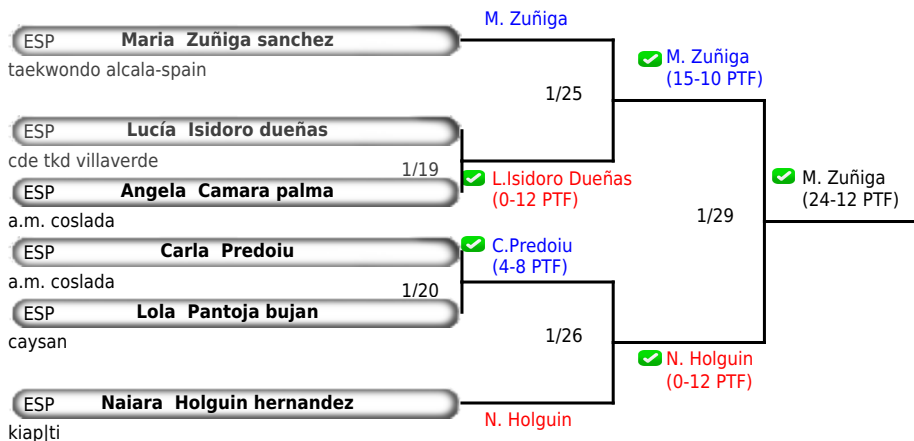 M. Zuñiga
ESP Maria Zuñiga sanchez
taekwondo alcala-spain
M. Zuñiga
(15-10 PTF)
1/25
ESP Lucía Isidoro dueñas
cde tkd villaverde
1/19
L.Isidoro Dueñas
(0-12 PTF)
ESP Angela Camara palma
a.m. coslada
M. Zuñiga
(24-12 PTF)
1/29
ESP Carla Predoiu
a.m. coslada
C.Predoiu
(4-8 PTF)
1/20
ESP Lola Pantoja bujan
caysan
1/26
N. Holguin
(0-12 PTF)
ESP Naiara Holguin hernandez
kiap|ti
N. Holguin